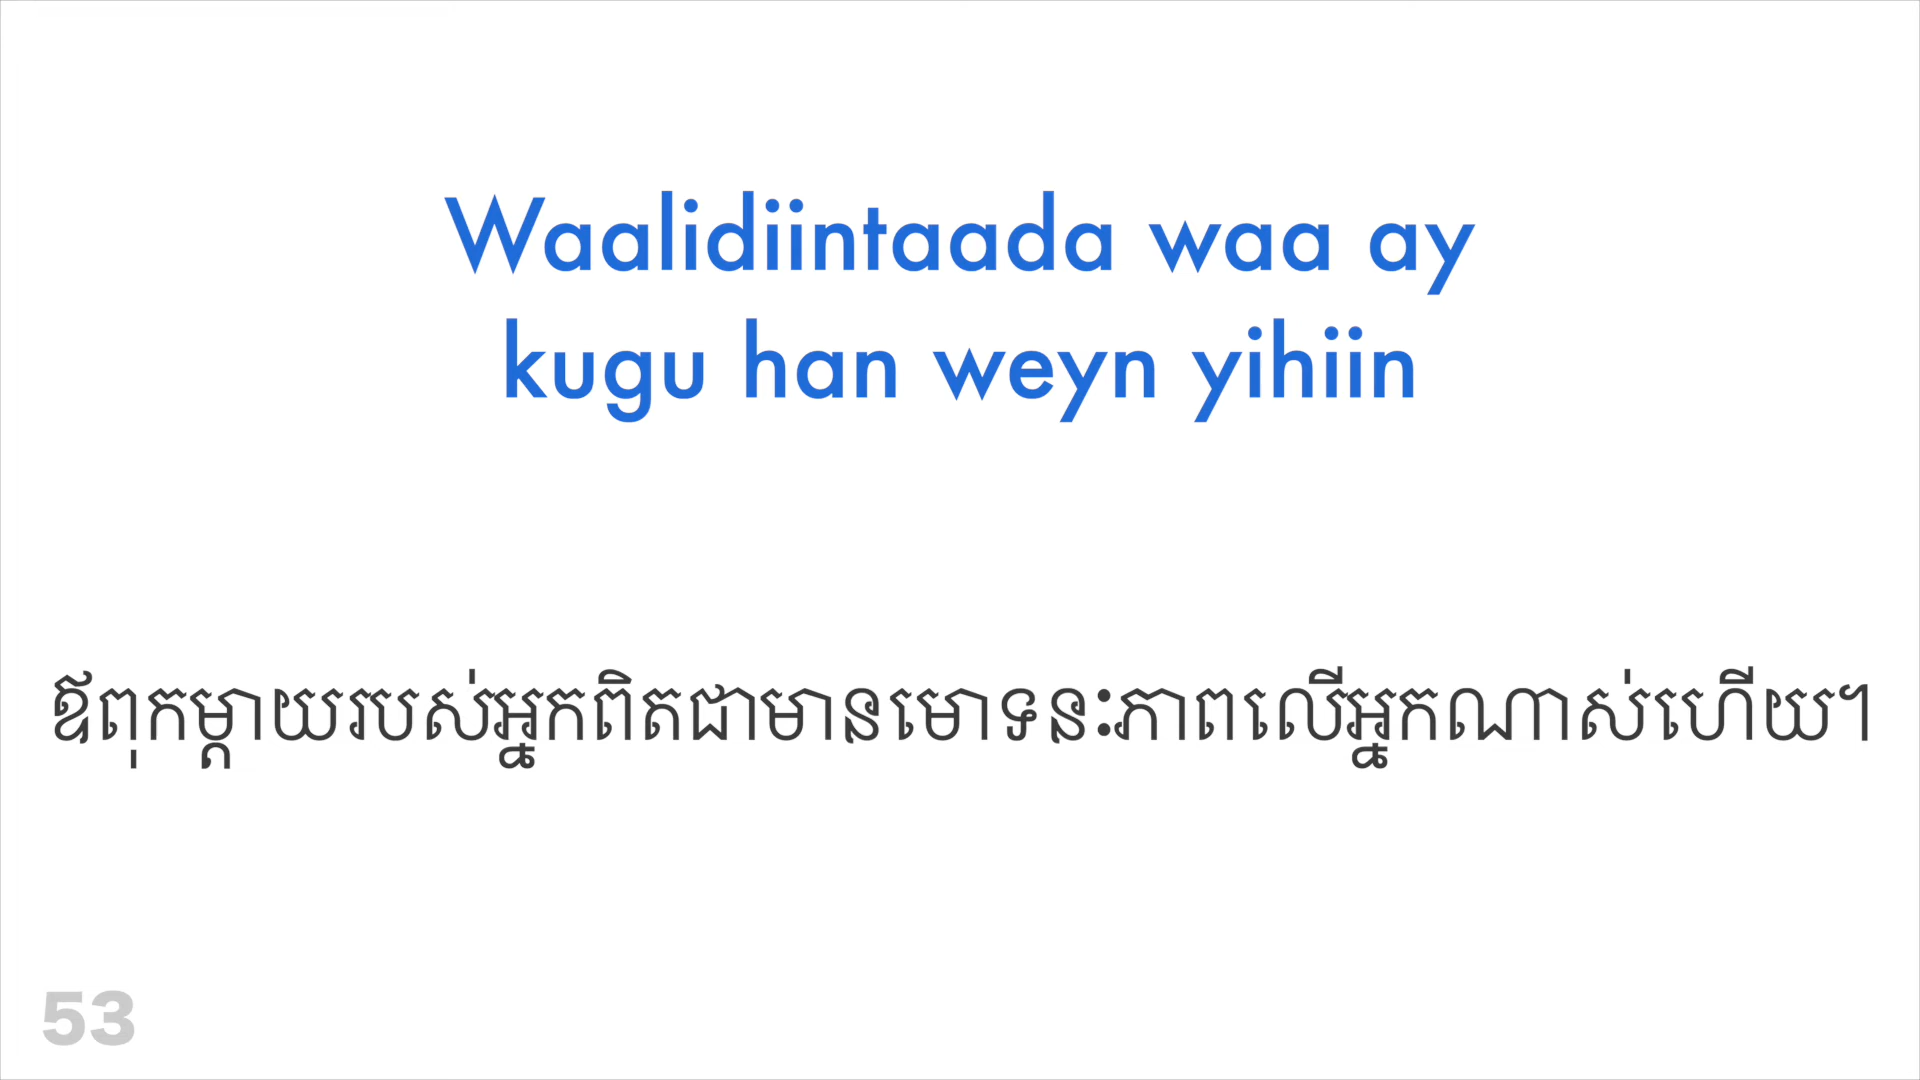 Waalidiintaada waa ay
kugu han weyn yihiin
ឪពុកម្តាយរបស់អ្នកពិតជាមានមោទនៈភាពលើអ្នកណាស់ហើយ។
53